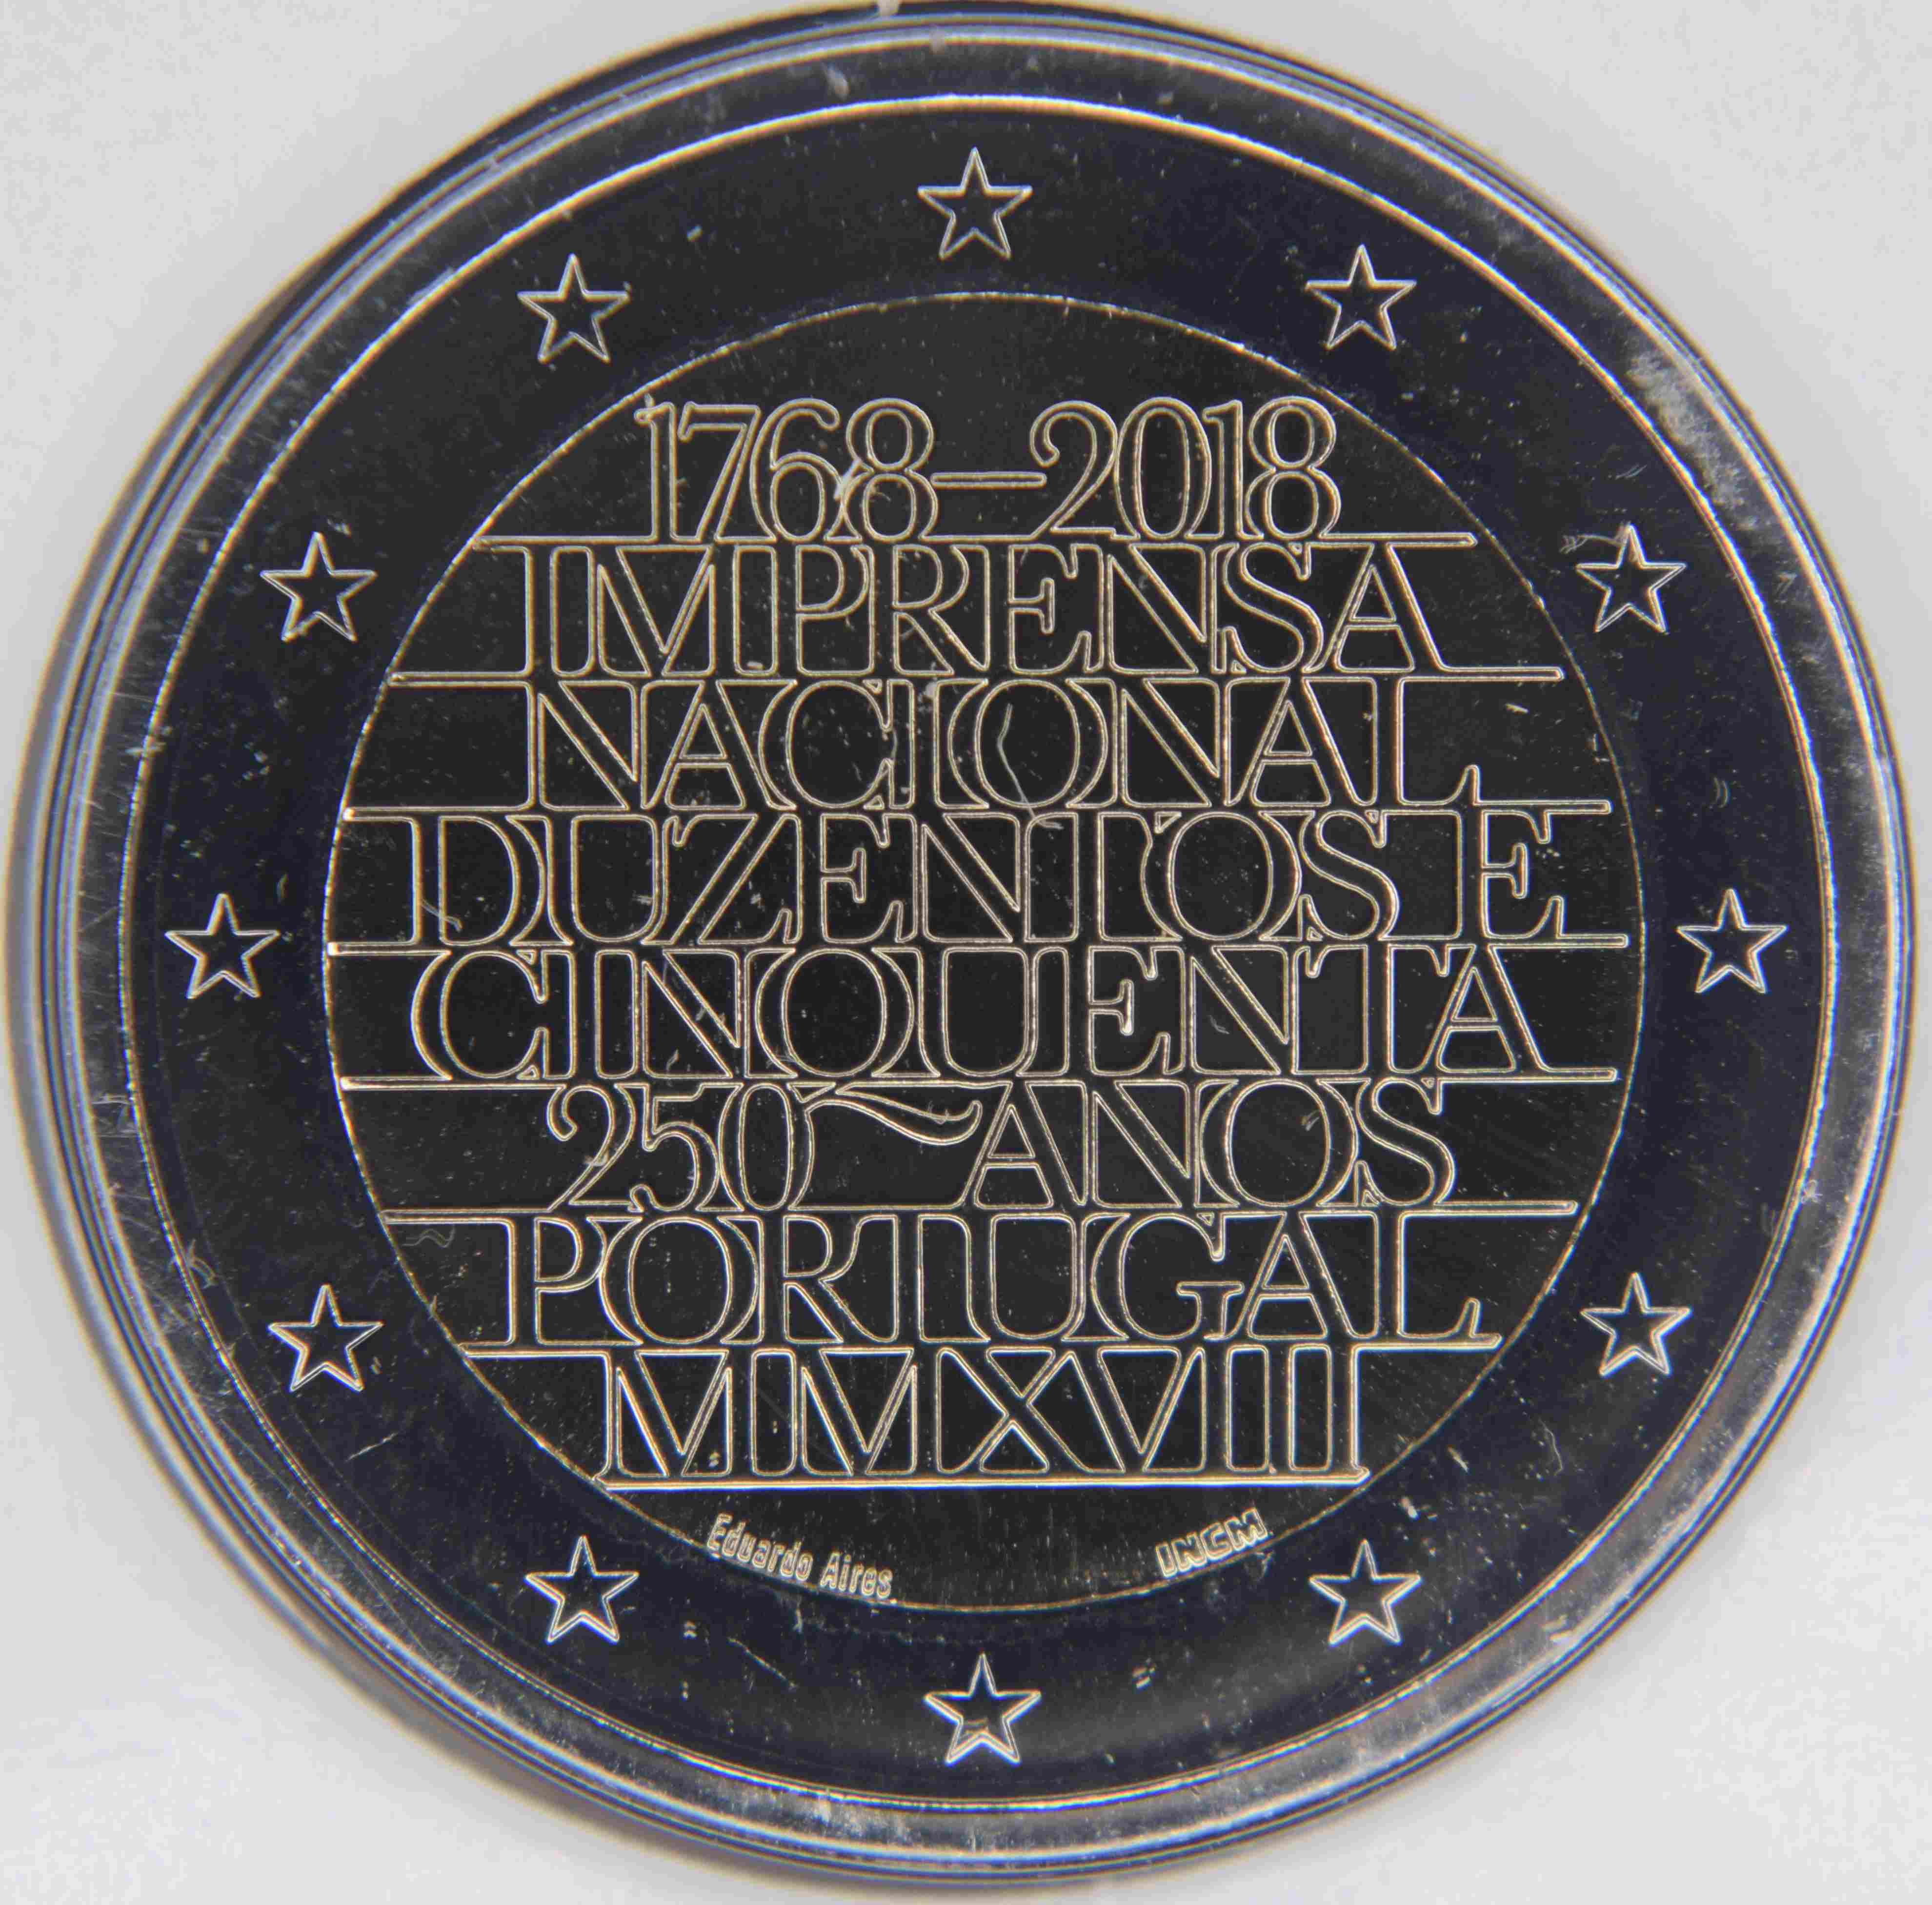 1768–2018
IMPRENSA
NACIONAL
DUZENTOS E
CINQUENTA
250 ANOS
PORTUGAL
MMXVIII
Eduardo Aires
INCM